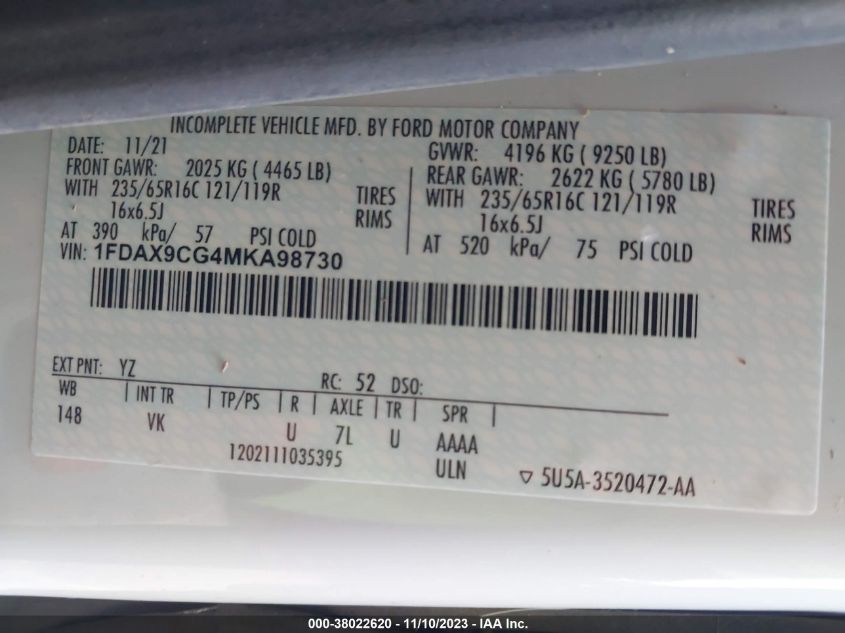 INCOMPLETE VEHICLE MFD. BY FORD MOTOR COMPANY
DATE: 11/21 GVWR: 4196 KG ( 9250 LB)
FRONT GAWR: 2025 KG ( 4465 LB) REAR GAWR: 2622 KG ( 5780 LB)
WITH 235/65R16C 121/119R TIRES WITH 235/65R16C 121/119R TIRES
16x6.5J RIMS 16x6.5J RIMS
AT 390 kPa/ 57 PSI COLD AT 520 kPa/ 75 PSI COLD
VIN: 1FDAX9CG4MKA98730
EXT PNT: YZ RC: 52 DSO:
WB | INT TR | TP/PS | R | AXLE | TR | SPR |
148 VK U 7L U AAAA
1202111035395 ULN ▽ 5U5A-3520472-AA
000-38022620 - 11/10/2023 - IAA Inc.